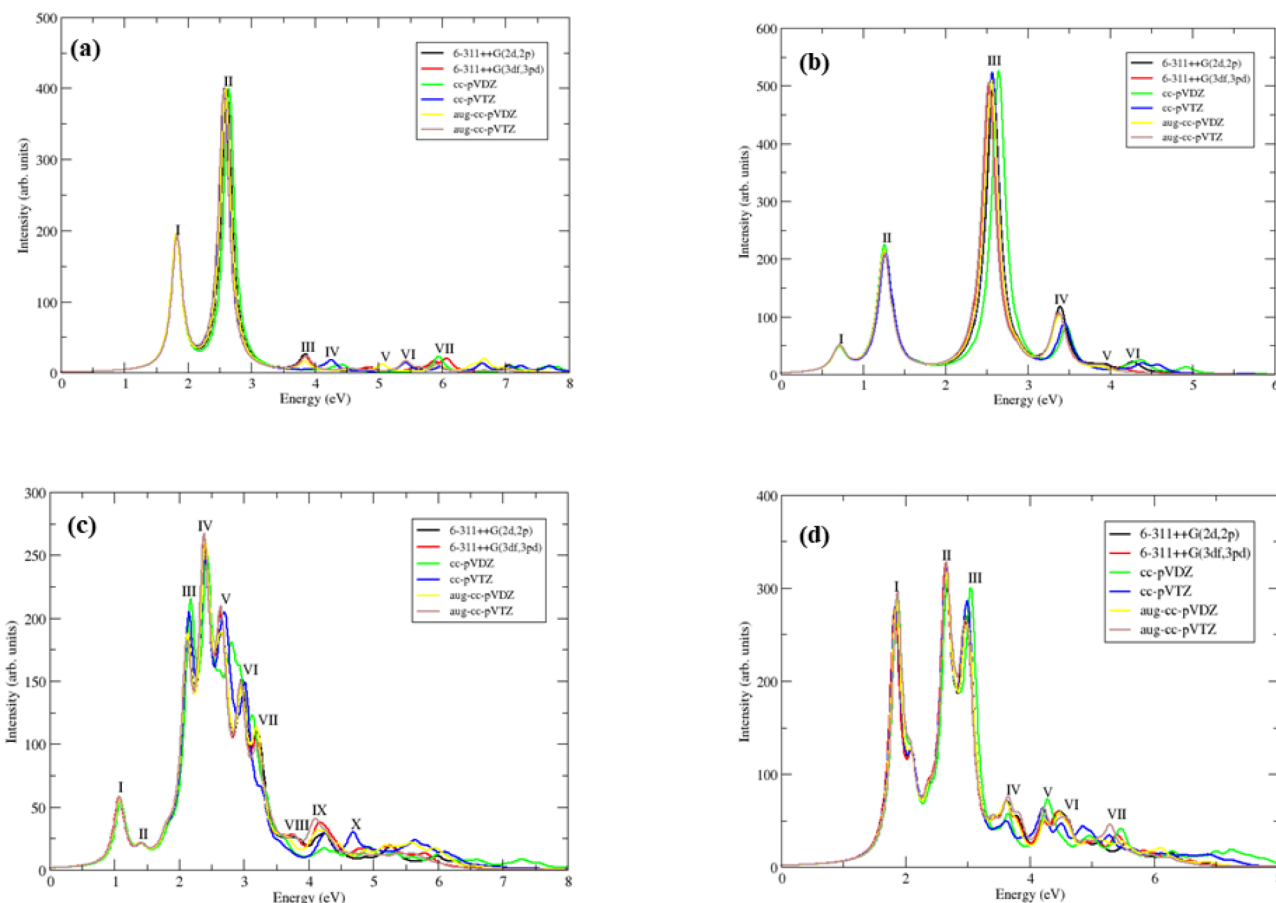 (a)
500
400
300
200
100
0
Intensity (arb. units)
I
II
III
IV
V
VI
VII
6-311++G(2d,2p)
6-311++G(3df,3pd)
cc-pVDZ
cc-pVTZ
aug-cc-pVDZ
aug-cc-pVTZ
0 1 2 3 4 5 6 7 8
Energy (eV)
(b)
600
500
400
300
200
100
0
Intensity (arb. units)
I
II
III
IV
V
VI
6-311++G(2d,2p)
6-311++G(3df,3pd)
cc-pVDZ
cc-pVTZ
aug-cc-pVDZ
aug-cc-pVTZ
0 1 2 3 4 5 6
Energy (eV)
(c)
300
250
200
150
100
50
0
Intensity (arb. units)
I
II
III
IV
V
VI
VII
VIII
IX
X
6-311++G(2d,2p)
6-311++G(3df,3pd)
cc-pVDZ
cc-pVTZ
aug-cc-pVDZ
aug-cc-pVTZ
0 1 2 3 4 5 6 7 8
Energy (eV)
(d)
400
300
200
100
0
Intensity (arb. units)
I
II
III
IV
V
VI
VII
6-311++G(2d,2p)
6-311++G(3df,3pd)
cc-pVDZ
cc-pVTZ
aug-cc-pVDZ
aug-cc-pVTZ
0 2 4 6
Energy (eV)